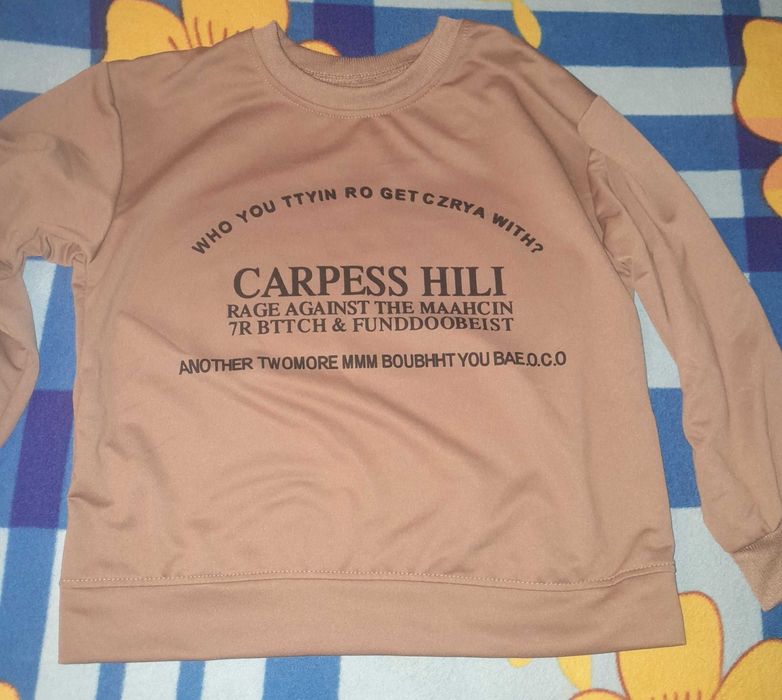 WHO YOU TTYIN RO GET CZRYA WITH?
CARPESS HILI
RAGE AGAINST THE MAAHCIN
7R BTTCH & FUNDDOOBEIST
ANOTHER TWOMORE MMM BOUBHHT YOU BAE.O.C.O